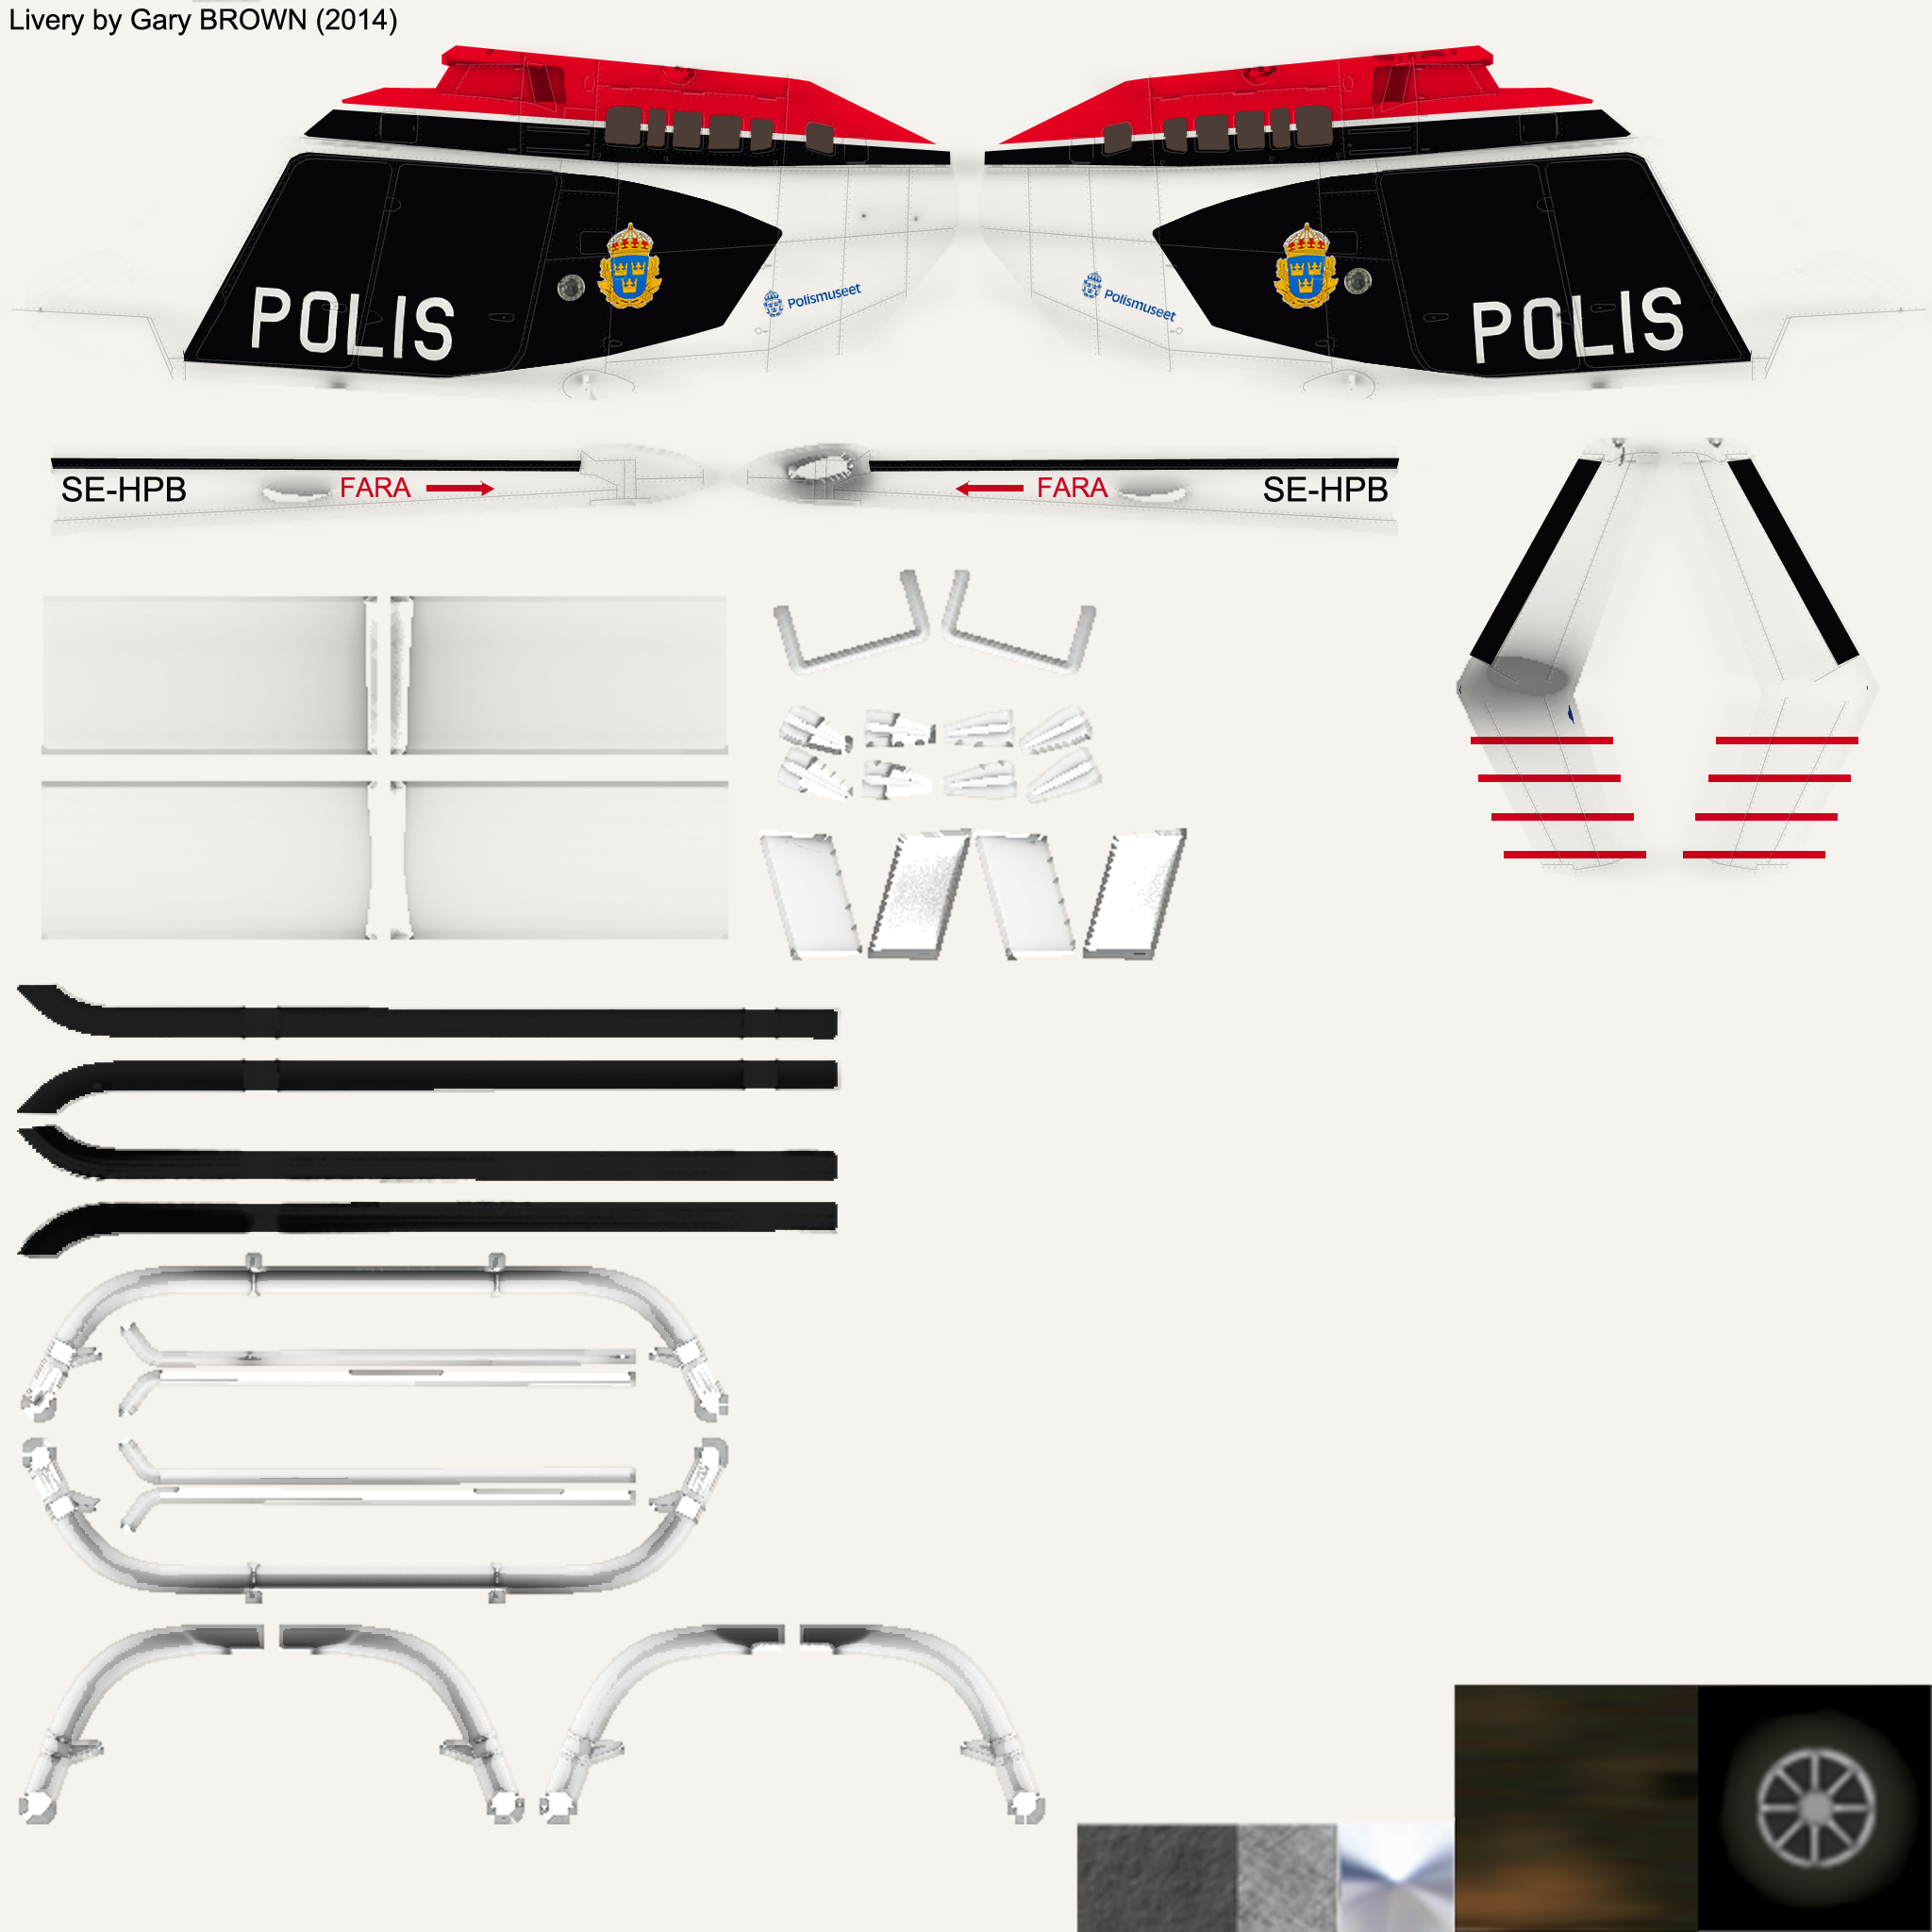 Livery by Gary BROWN (2014)
POLIS
Polismuseet
Polismuseet
POLIS
SE-HPB
FARA
FARA
SE-HPB